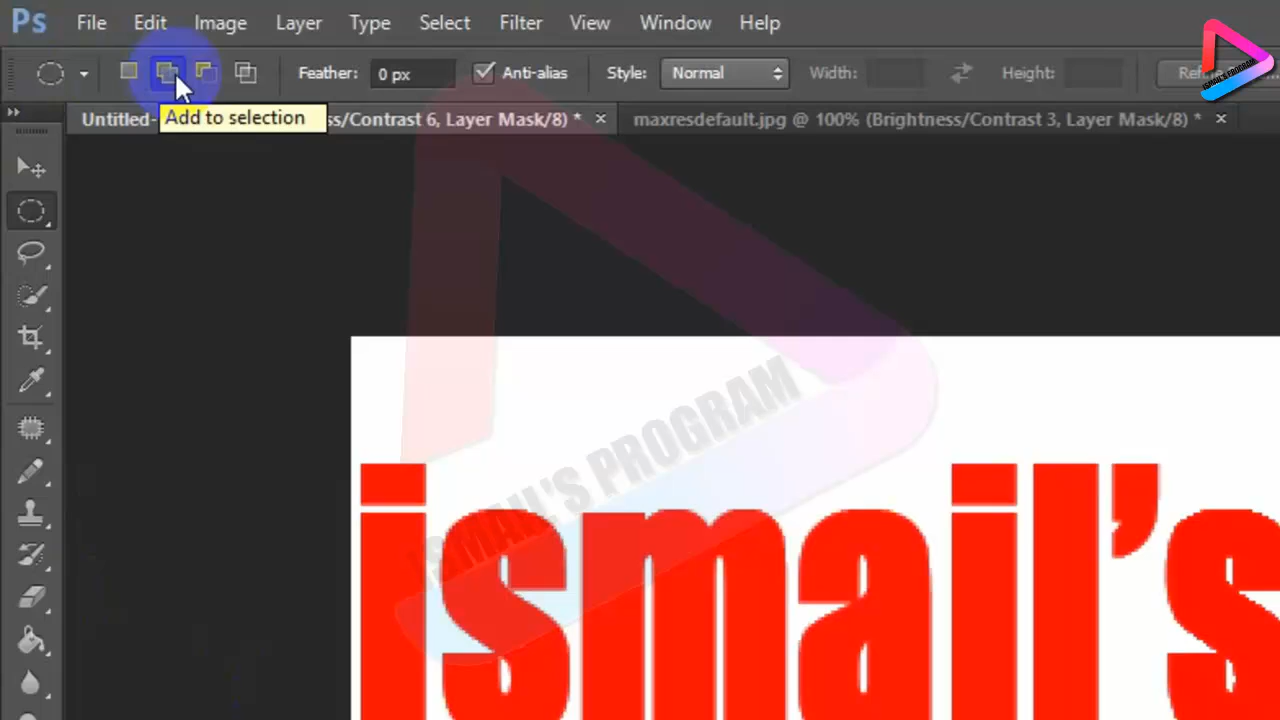 Ps File Edit Image Layer Type Select Filter View Window Help
Feather: 0 px Anti-alias Style: Normal Width: Height:
Untitled- ss/Contrast 6, Layer Mask/8) * × maxresdefault.jpg @ 100% (Brightness/Contrast 3, Layer Mask/8) * ×
Add to selection
ISMAIL'S PROGRAM
ISMAIL'S PROGRAM
ismail's